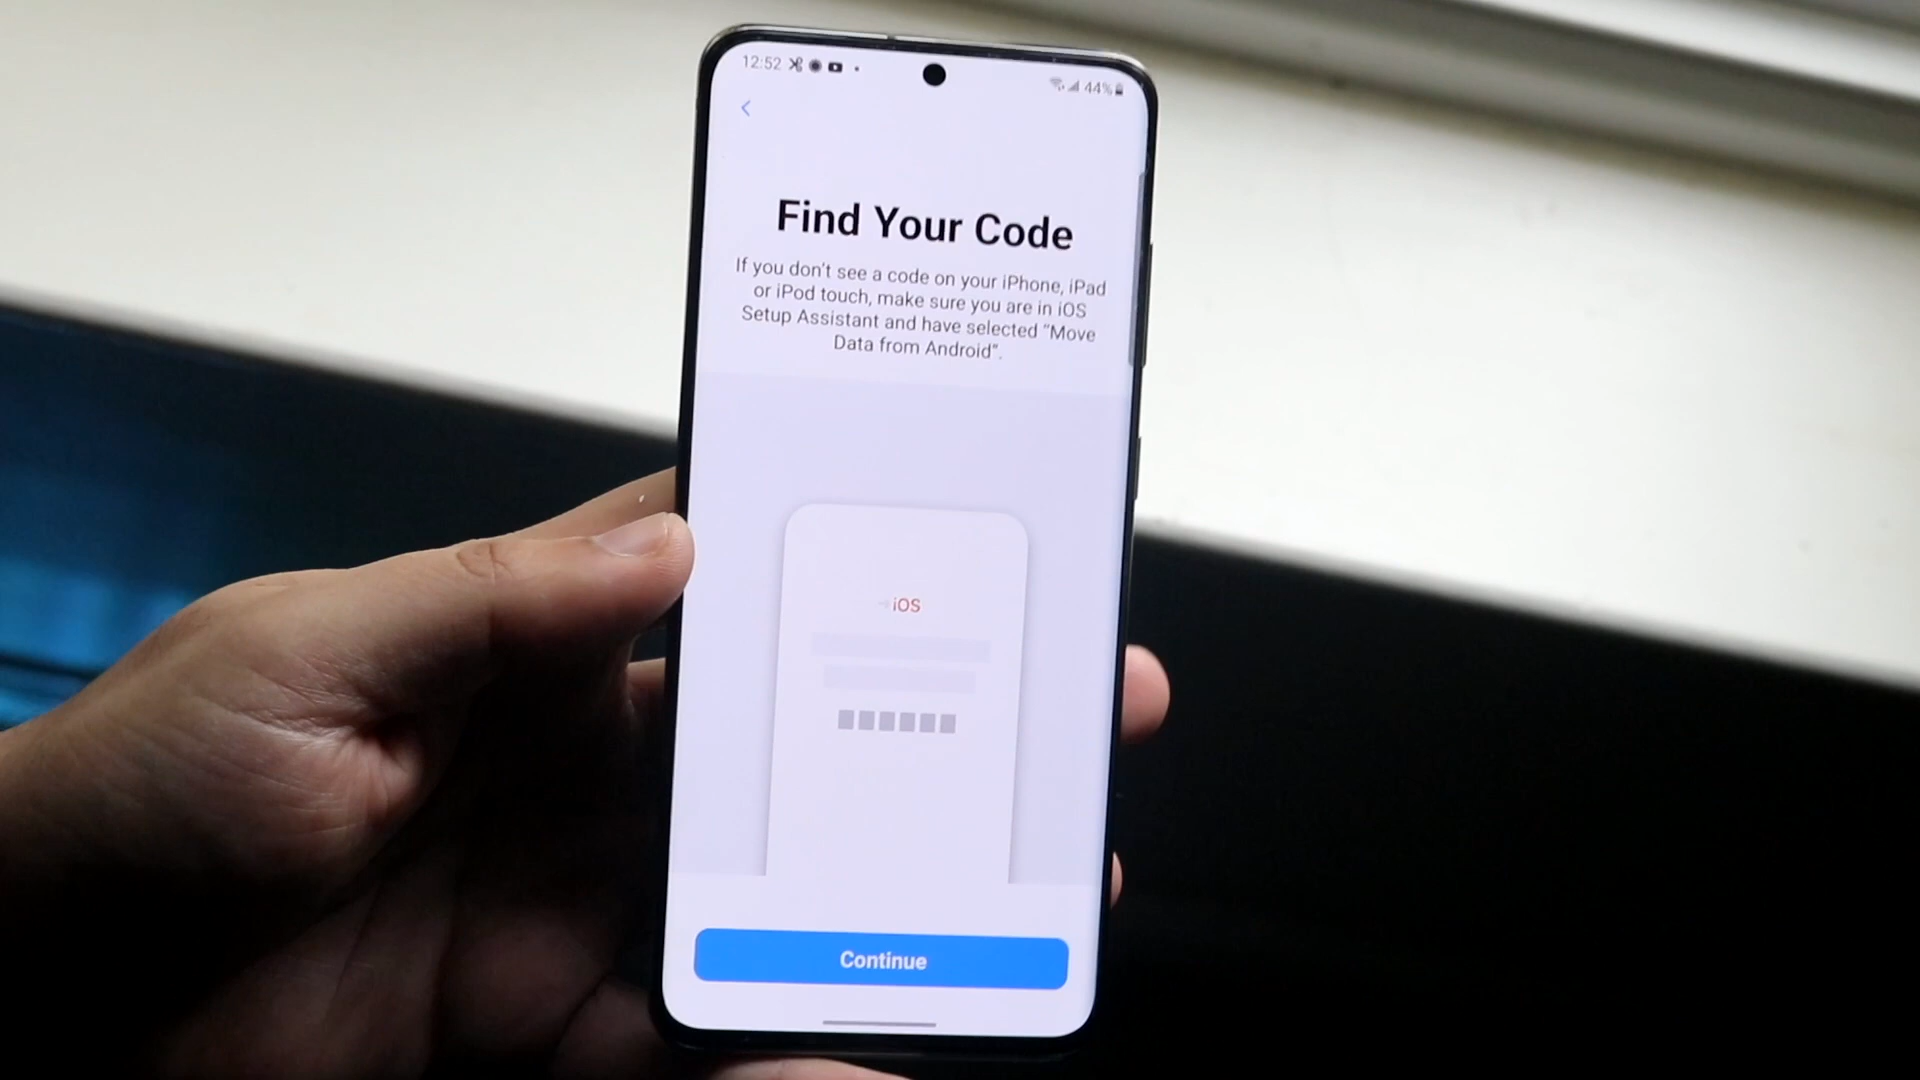 12:52
44%
Find Your Code
If you don't see a code on your iPhone, iPad
or iPod touch, make sure you are in iOS
Setup Assistant and have selected “Move
Data from Android”.
iOS
Continue